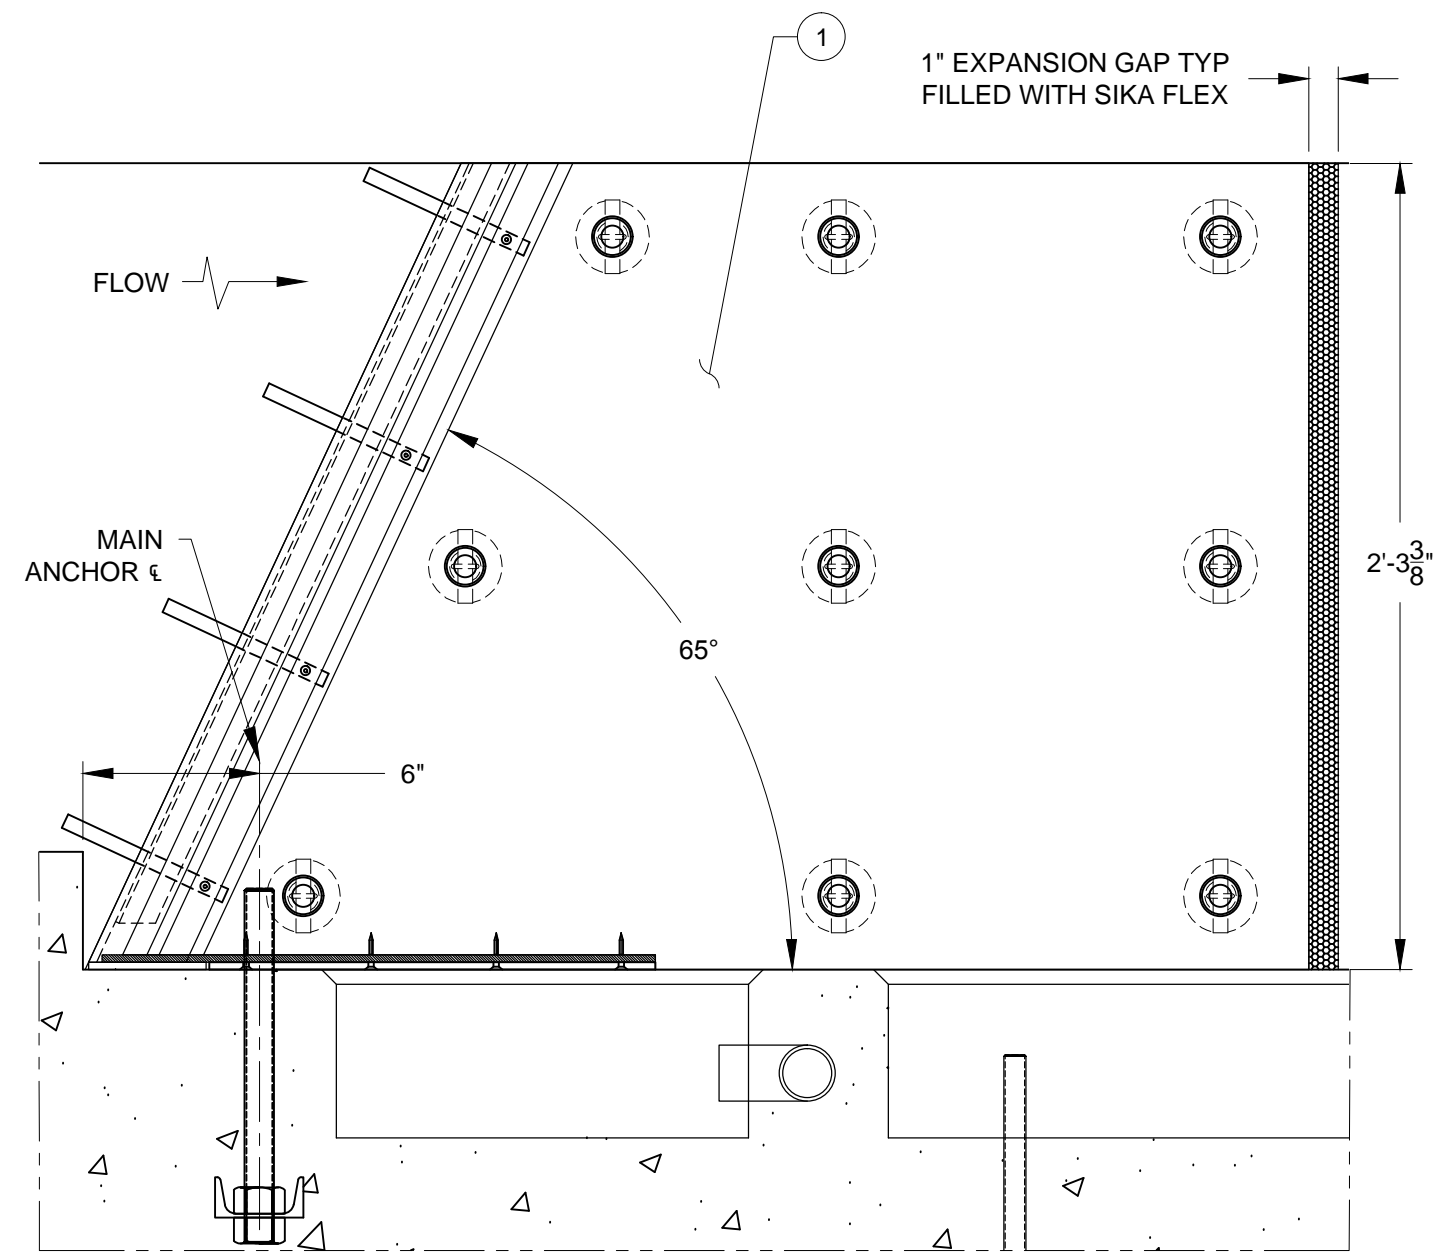 1
1" EXPANSION GAP TYP
FILLED WITH SIKA FLEX
FLOW
MAIN
ANCHOR ℄
2'-3 3/8"
65°
6"